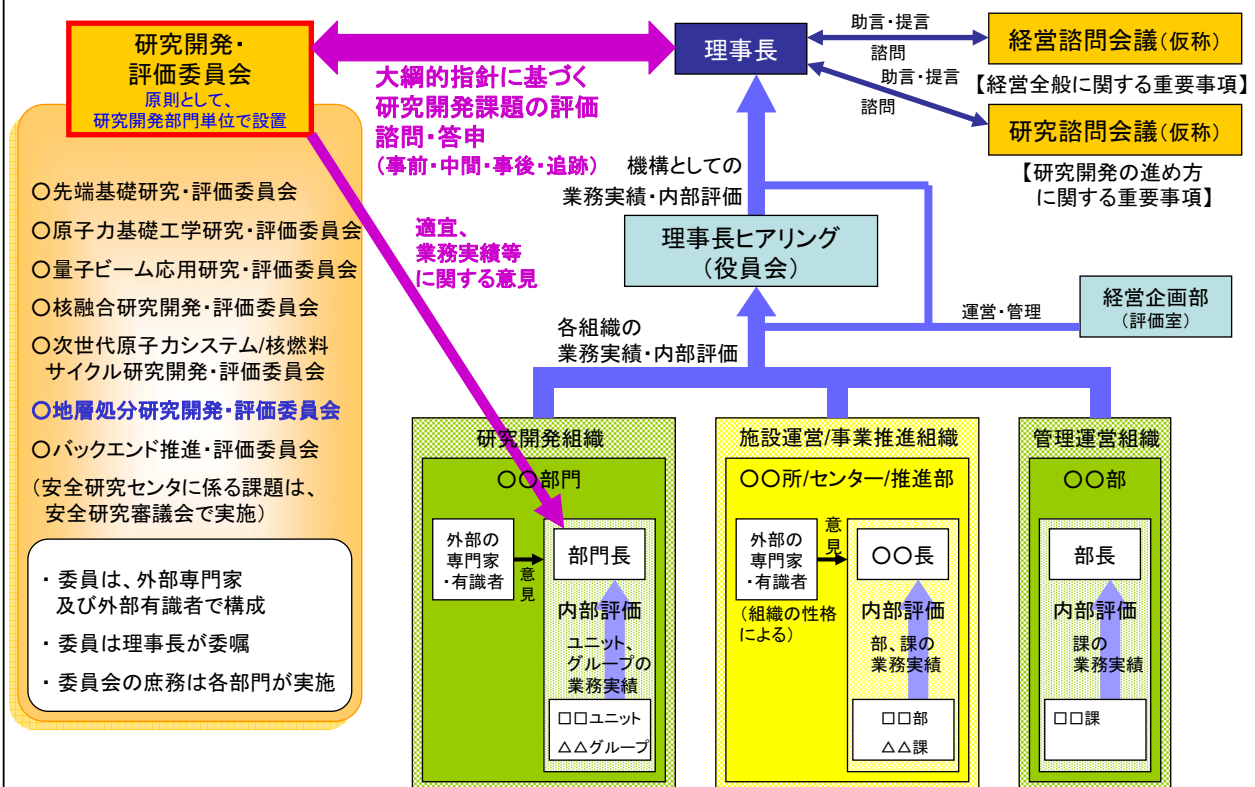 研究開発・
評価委員会
原則として、
研究開発部門単位で設置
○先端基礎研究・評価委員会
○原子力基礎工学研究・評価委員会
○量子ビーム応用研究・評価委員会
○核融合研究開発・評価委員会
○次世代原子力システム/核燃料
サイクル研究開発・評価委員会
○地層処分研究開発・評価委員会
○バックエンド推進・評価委員会
(安全研究センタに係る課題は、
安全研究審議会で実施)
・ 委員は、外部専門家
及び外部有識者で構成
・ 委員は理事長が委嘱
・ 委員会の庶務は各部門が実施
大綱的指針に基づく
研究開発課題の評価
諮問・答申
(事前・中間・事後・追跡)
適宜、
業務実績等
に関する意見
理事長
助言・提言
諮問
助言・提言
諮問
経営諮問会議(仮称)
【経営全般に関する重要事項】
研究諮問会議(仮称)
【研究開発の進め方
に関する重要事項】
機構としての
業務実績・内部評価
理事長ヒアリング
(役員会)
運営・管理
経営企画部
(評価室)
各組織の
業務実績・内部評価
研究開発組織
○○部門
外部の
専門家
・有識者
意見
部門長
内部評価
ユニット、
グループの
業務実績
□□ユニット
△△グループ
施設運営/事業推進組織
○○所/センター/推進部
外部の
専門家
・有識者
意見
(組織の性格
による)
○○長
内部評価
部、課の
業務実績
□□部
△△課
管理運営組織
○○部
部長
内部評価
課の
業務実績
□□課